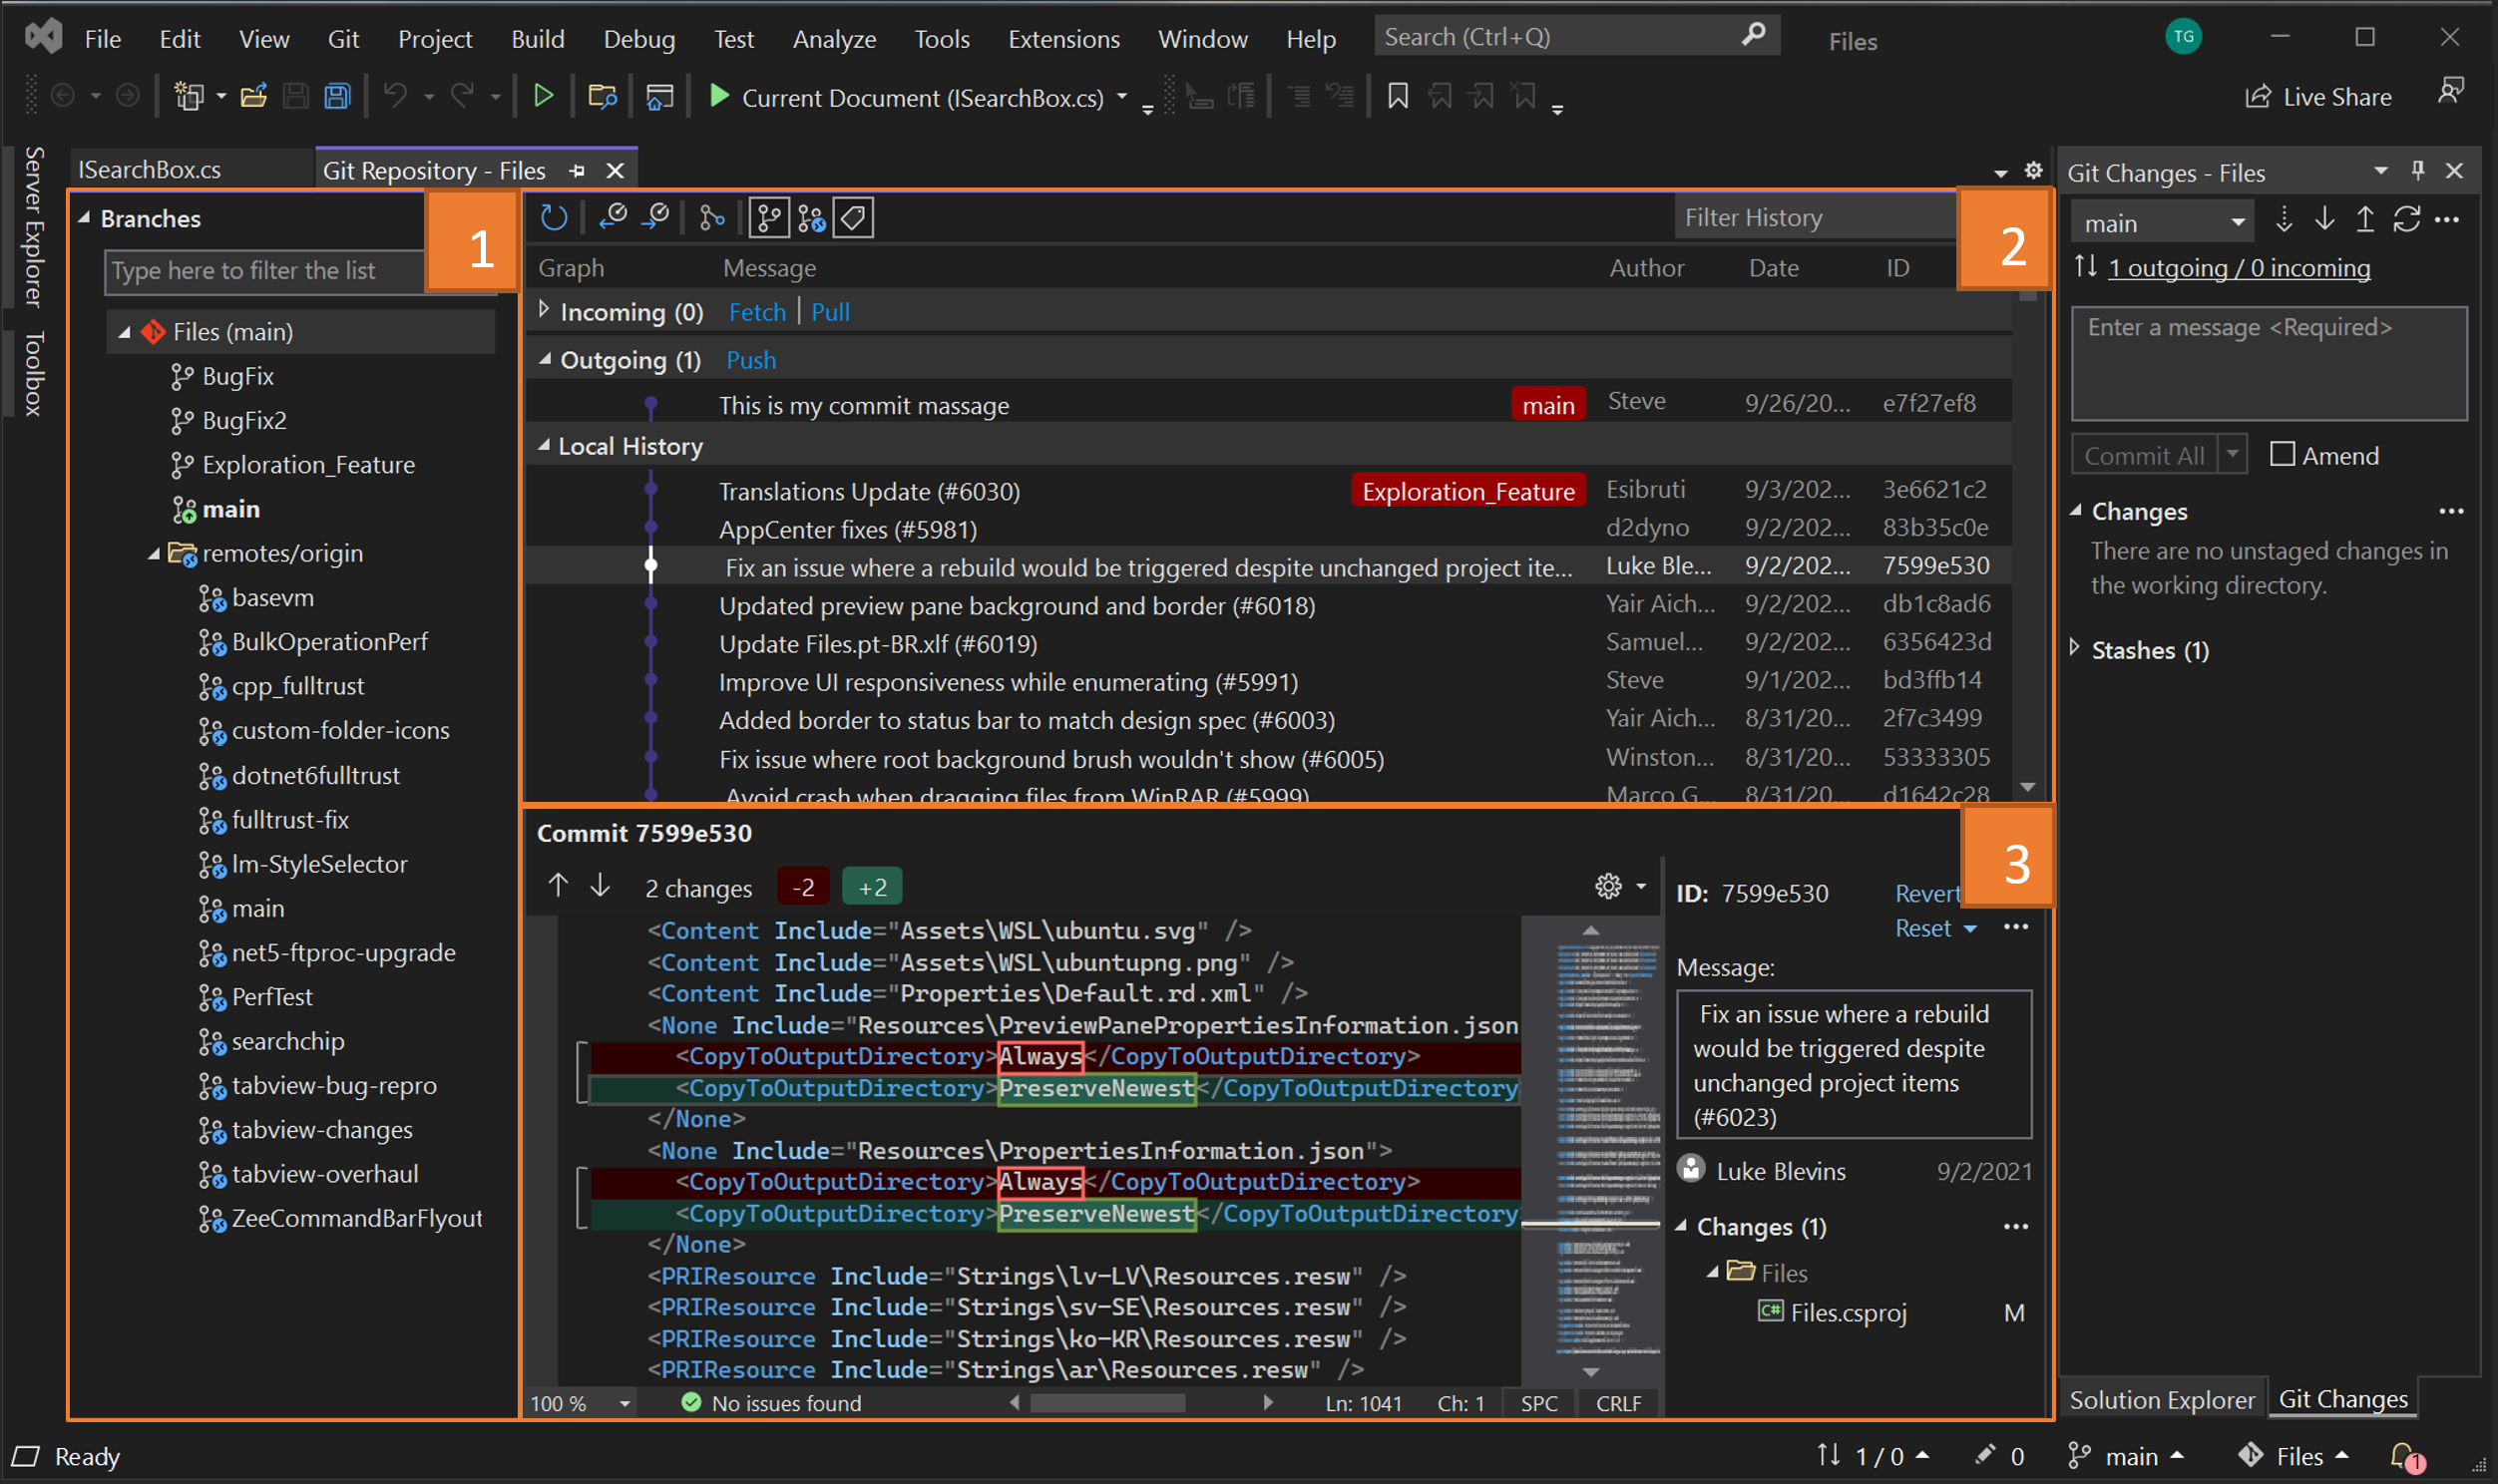 File Edit View Git Project Build Debug Test Analyze Tools Extensions Window Help Search (Ctrl+Q) Files TG
Current Document (ISearchBox.cs) Live Share
Server Explorer
Toolbox
ISearchBox.cs Git Repository - Files
Branches 1
Type here to filter the list
Files (main)
BugFix
BugFix2
Exploration_Feature
main
remotes/origin
basevm
BulkOperationPerf
cpp_fulltrust
custom-folder-icons
dotnet6fulltrust
fulltrust-fix
lm-StyleSelector
main
net5-ftproc-upgrade
PerfTest
searchchip
tabview-bug-repro
tabview-changes
tabview-overhaul
ZeeCommandBarFlyout
Filter History 2
Graph Message Author Date ID
Incoming (0) Fetch | Pull
Outgoing (1) Push
This is my commit massage main Steve 9/26/20... e7f27ef8
Local History
Translations Update (#6030) Exploration_Feature Esibruti 9/3/202... 3e6621c2
AppCenter fixes (#5981) d2dyno 9/2/202... 83b35c0e
Fix an issue where a rebuild would be triggered despite unchanged project ite... Luke Ble... 9/2/202... 7599e530
Updated preview pane background and border (#6018) Yair Aich... 9/2/202... db1c8ad6
Update Files.pt-BR.xlf (#6019) Samuel... 9/2/202... 6356423d
Improve UI responsiveness while enumerating (#5991) Steve 9/1/202... bd3ffb14
Added border to status bar to match design spec (#6003) Yair Aich... 8/31/20... 2f7c3499
Fix issue where root background brush wouldn't show (#6005) Winston... 8/31/20... 53333305
Avoid crash when dragging files from WinRAR (#5999) Marco G... 8/31/20... d1642c28
Commit 7599e530 3
2 changes -2 +2
<Content Include="Assets\WSL\ubuntu.svg" />
<Content Include="Assets\WSL\ubuntupng.png" />
<Content Include="Properties\Default.rd.xml" />
<None Include="Resources\PreviewPanePropertiesInformation.json
<CopyToOutputDirectory>Always</CopyToOutputDirectory>
<CopyToOutputDirectory>PreserveNewest</CopyToOutputDirectory
</None>
<None Include="Resources\PropertiesInformation.json">
<CopyToOutputDirectory>Always</CopyToOutputDirectory>
<CopyToOutputDirectory>PreserveNewest</CopyToOutputDirectory
</None>
<PRIResource Include="Strings\lv-LV\Resources.resw" />
<PRIResource Include="Strings\sv-SE\Resources.resw" />
<PRIResource Include="Strings\ko-KR\Resources.resw" />
<PRIResource Include="Strings\ar\Resources.resw" />
100 % No issues found Ln: 1041 Ch: 1 SPC CRLF
ID: 7599e530 Revert
Reset
Message:
Fix an issue where a rebuild
would be triggered despite
unchanged project items
(#6023)
Luke Blevins 9/2/2021
Changes (1)
Files
C# Files.csproj M
Git Changes - Files
main
1 outgoing / 0 incoming
Enter a message <Required>
Commit All Amend
Changes
There are no unstaged changes in
the working directory.
Stashes (1)
Solution Explorer Git Changes
Ready 1 / 0 0 main Files 1